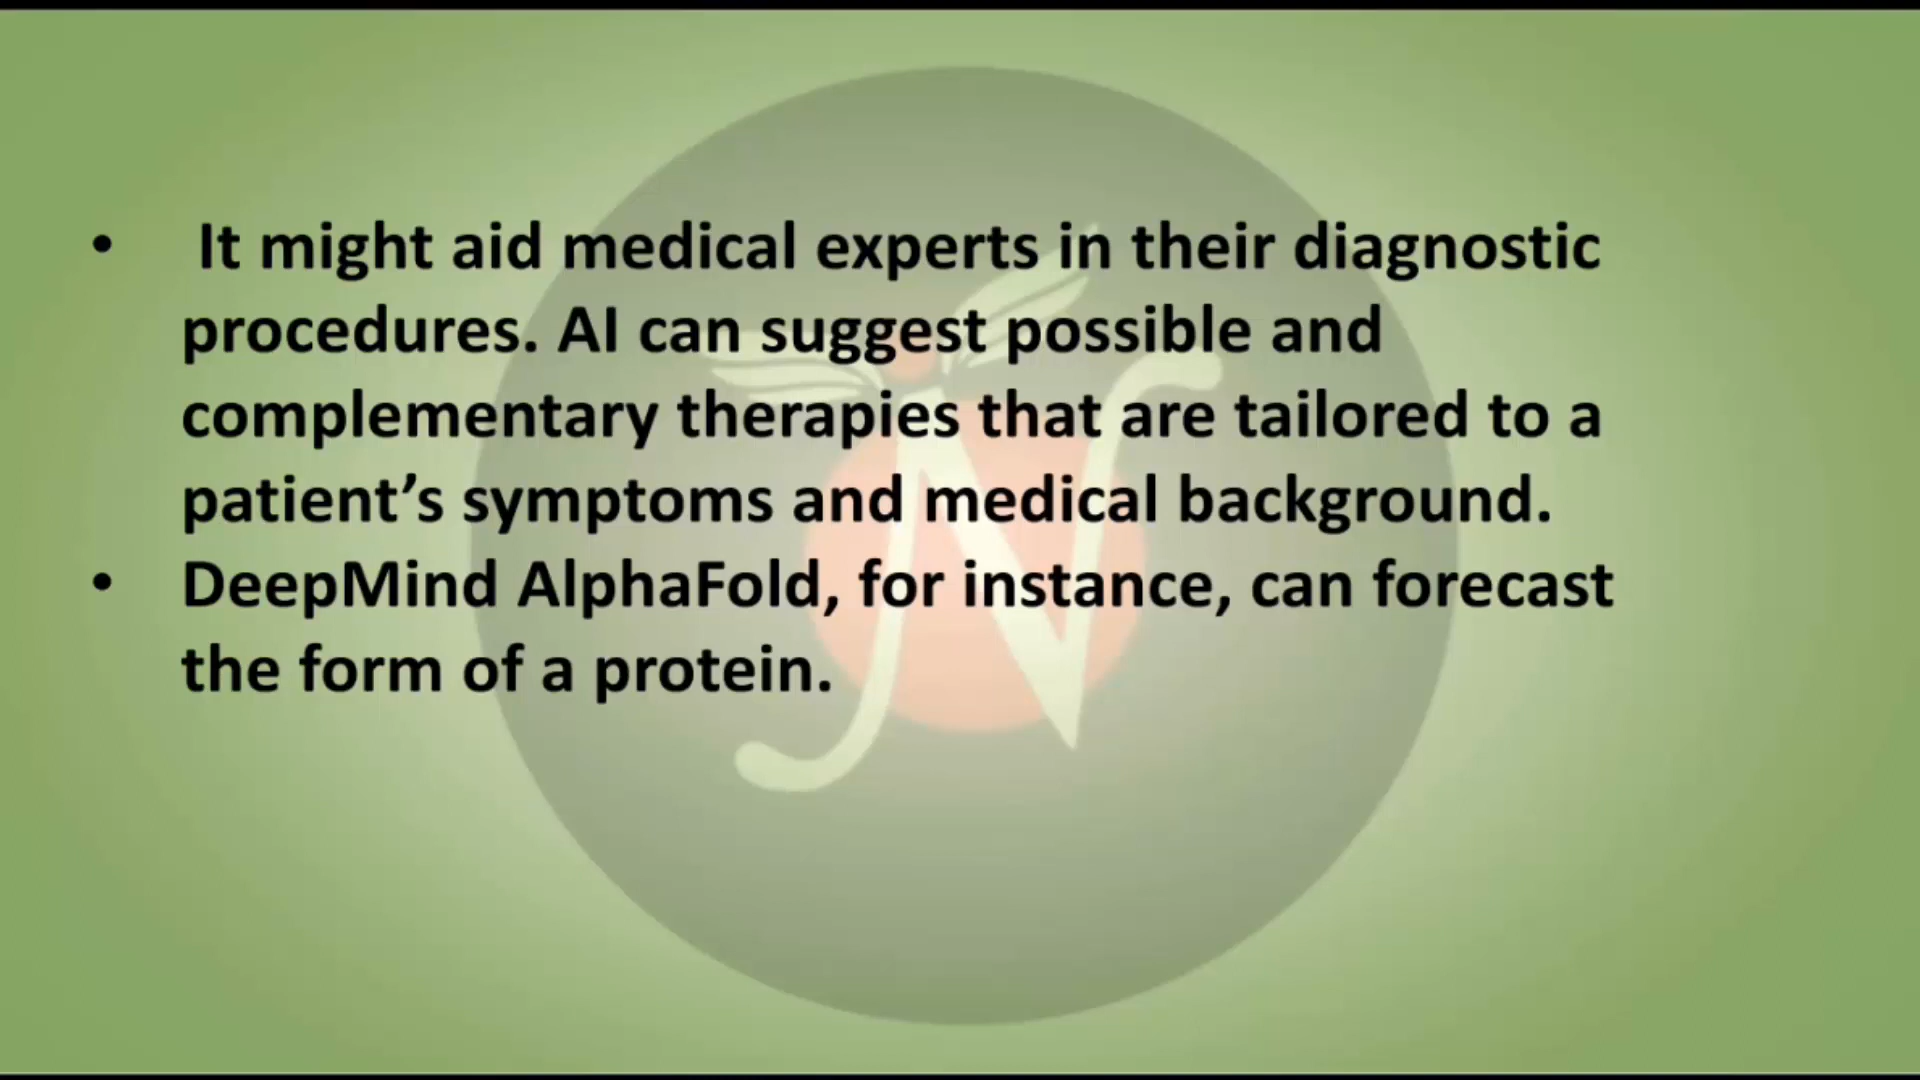 • It might aid medical experts in their diagnostic
procedures. AI can suggest possible and
complementary therapies that are tailored to a
patient’s symptoms and medical background.
• DeepMind AlphaFold, for instance, can forecast
the form of a protein.